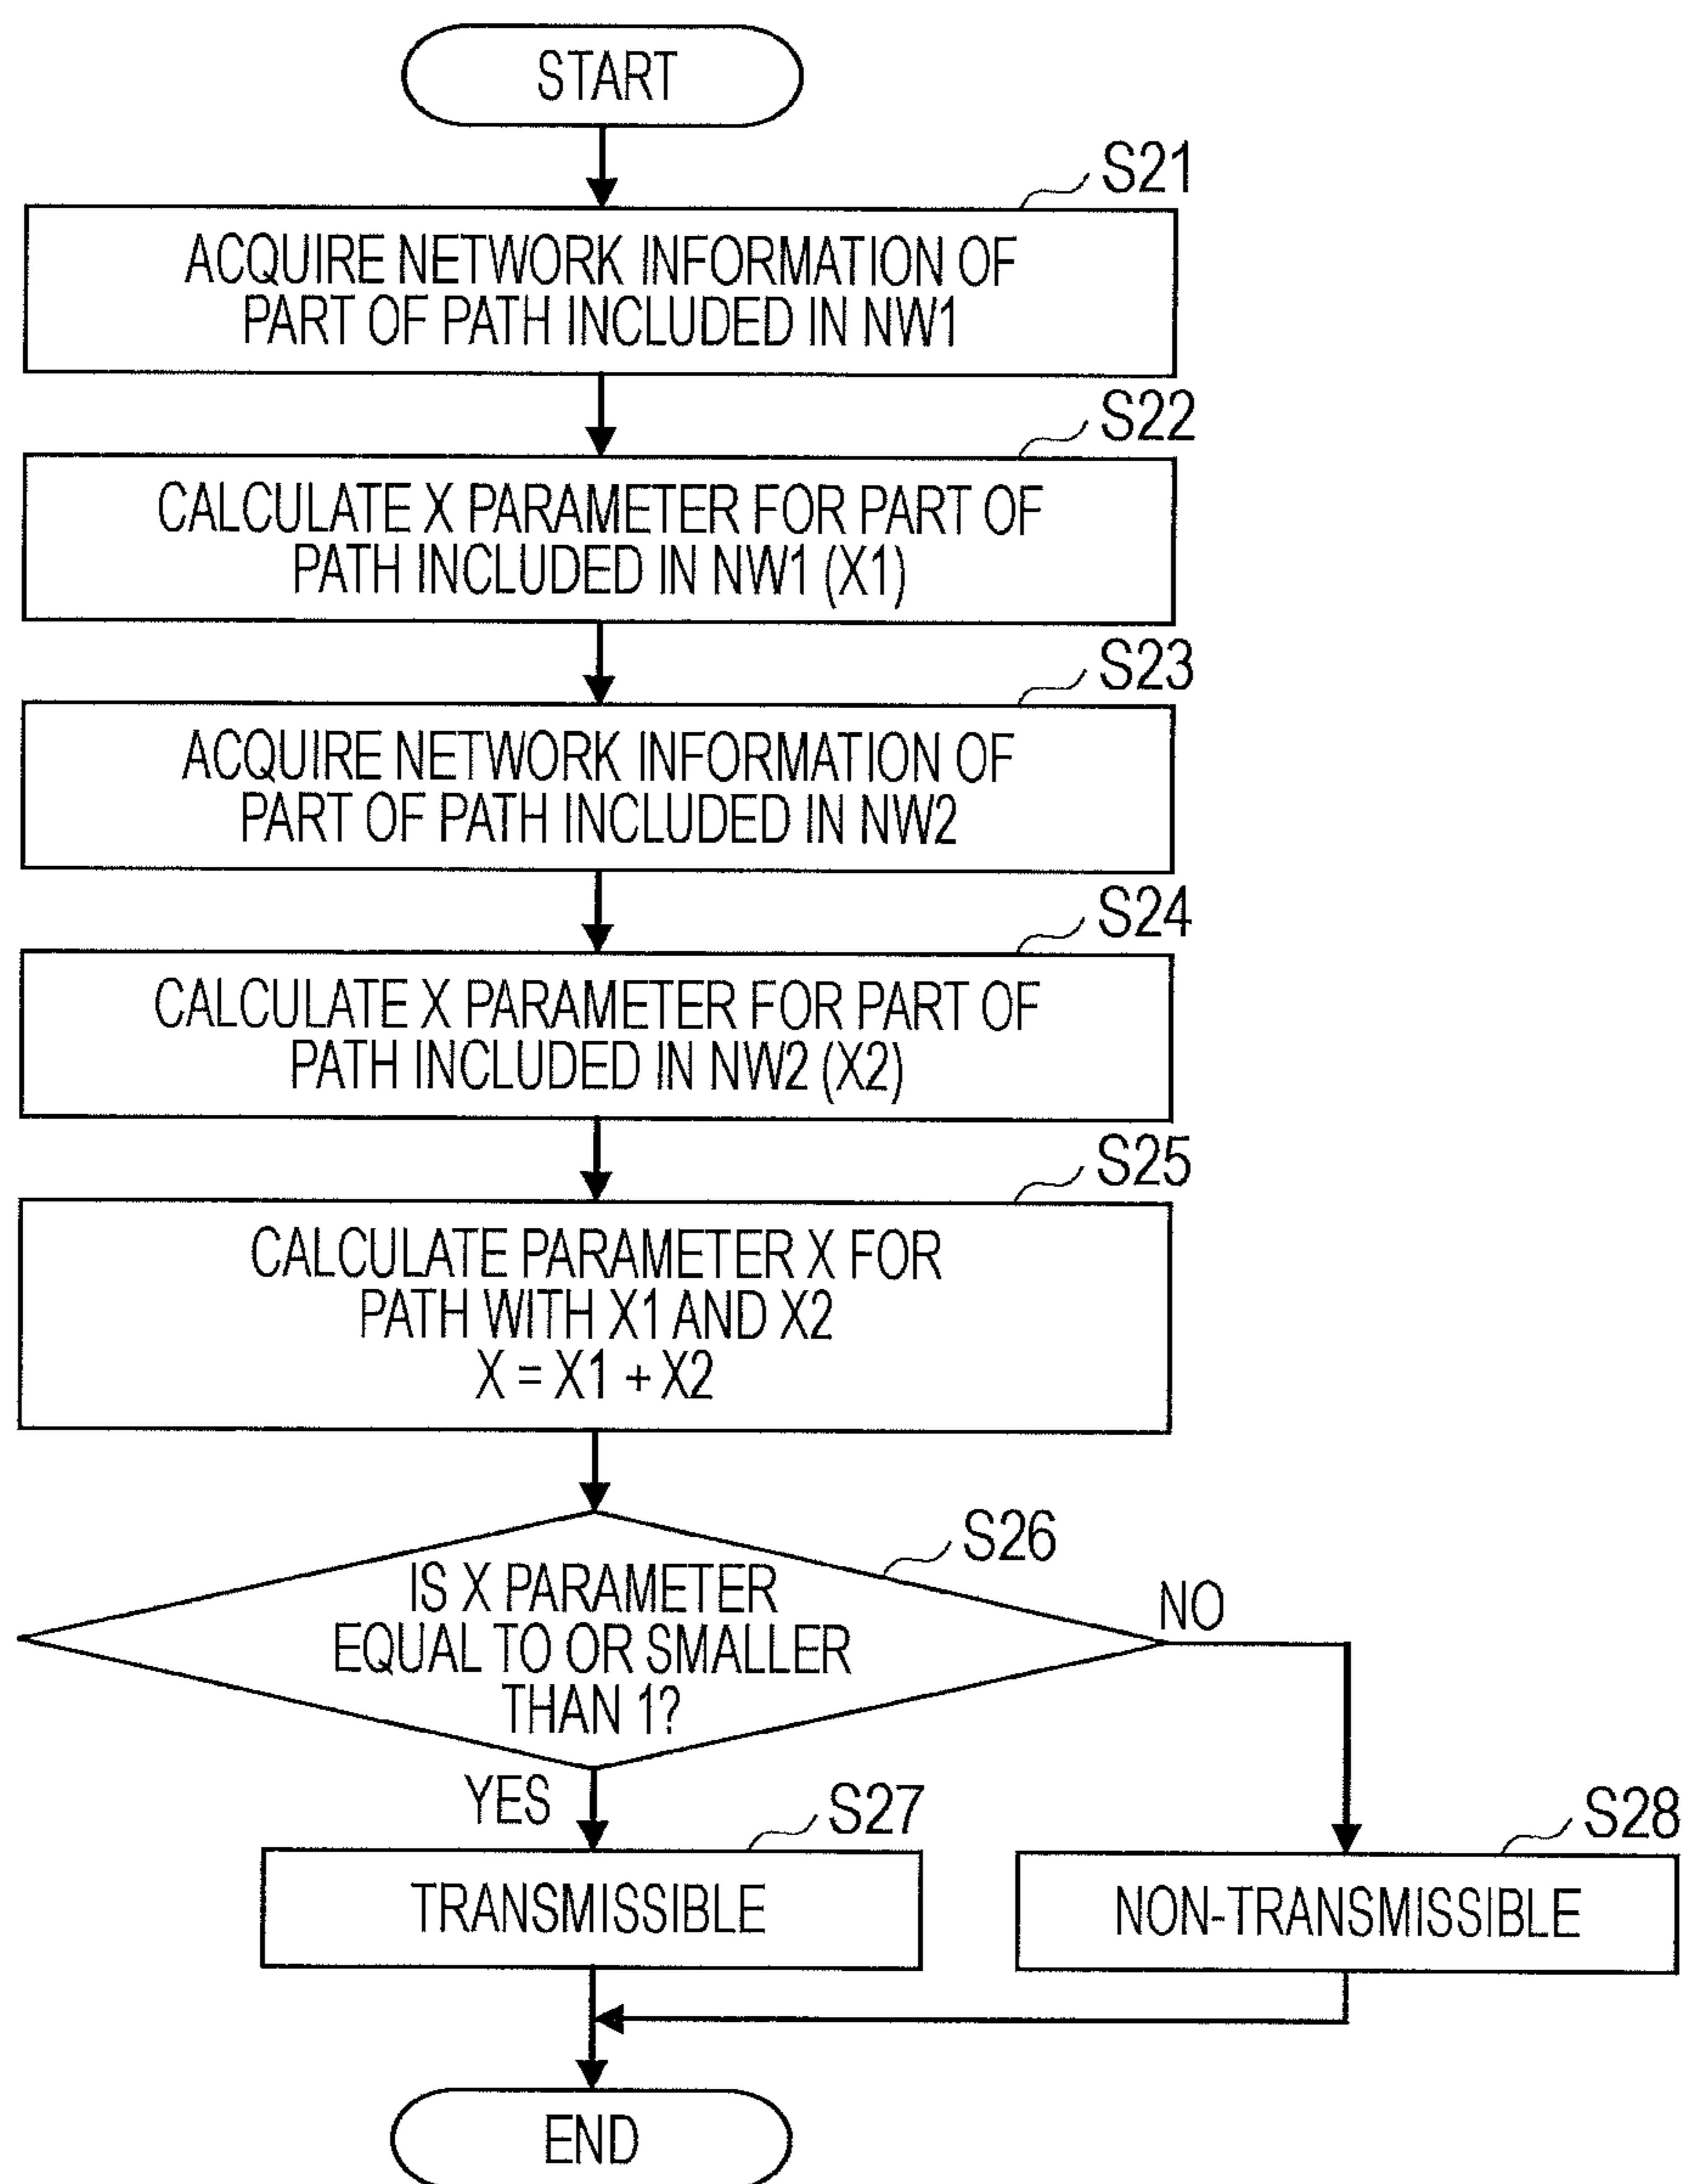 START
S21
ACQUIRE NETWORK INFORMATION OF
PART OF PATH INCLUDED IN NW1
S22
CALCULATE X PARAMETER FOR PART OF
PATH INCLUDED IN NW1 (X1)
S23
ACQUIRE NETWORK INFORMATION OF
PART OF PATH INCLUDED IN NW2
S24
CALCULATE X PARAMETER FOR PART OF
PATH INCLUDED IN NW2 (X2)
S25
CALCULATE PARAMETER X FOR
PATH WITH X1 AND X2
X = X1 + X2
S26
IS X PARAMETER
EQUAL TO OR SMALLER
THAN 1?
NO
YES
S27
TRANSMISSIBLE
S28
NON-TRANSMISSIBLE
END